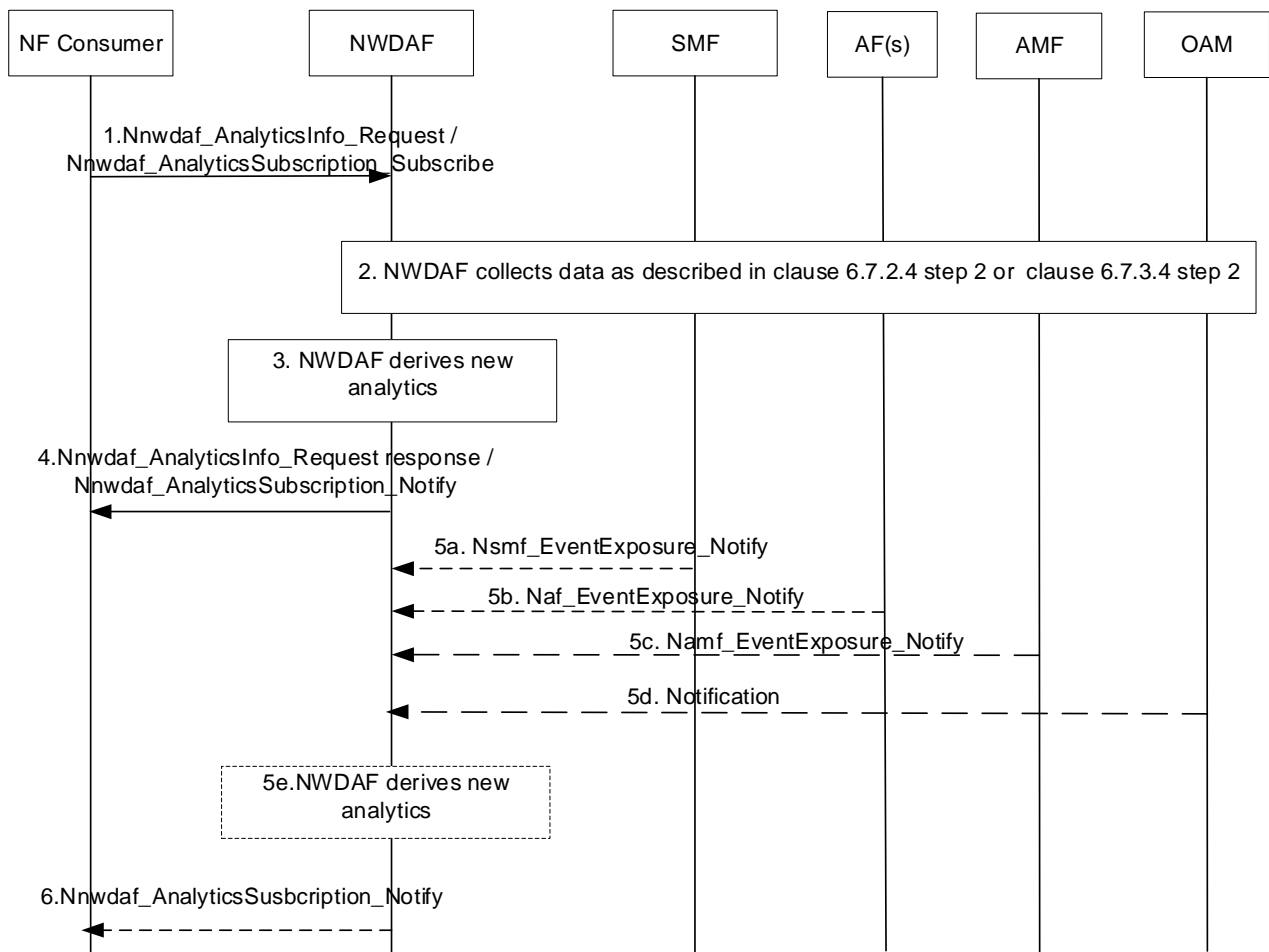 NF Consumer
NWDAF
SMF
AF(s)
AMF
OAM
1.Nnwdaf_AnalyticsInfo_Request /
Nnwdaf_AnalyticsSubscription_Subscribe
2. NWDAF collects data as described in clause 6.7.2.4 step 2 or clause 6.7.3.4 step 2
3. NWDAF derives new
analytics
4.Nnwdaf_AnalyticsInfo_Request response /
Nnwdaf_AnalyticsSubscription_Notify
5a. Nsmf_EventExposure_Notify
5b. Naf_EventExposure_Notify
5c. Namf_EventExposure_Notify
5d. Notification
5e.NWDAF derives new
analytics
6.Nnwdaf_AnalyticsSusbcription_Notify